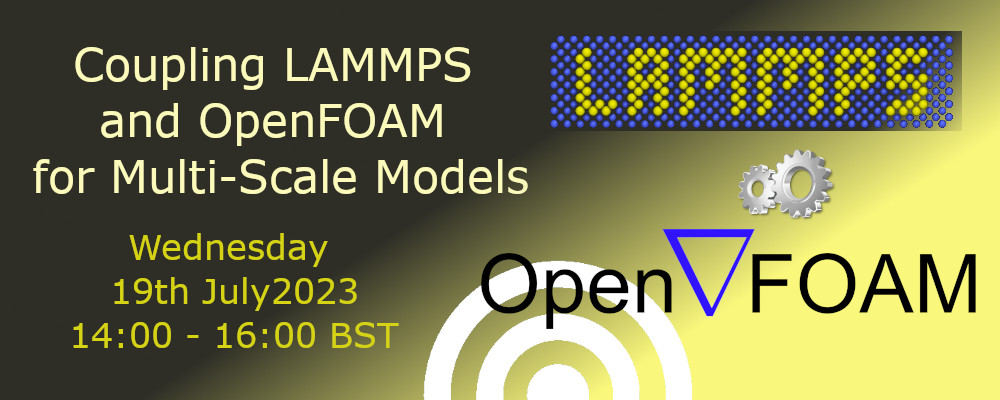 Coupling LAMMPS
and OpenFOAM
for Multi-Scale Models
Wednesday
19th July2023
14:00 - 16:00 BST
LAMMPS
Open∇FOAM